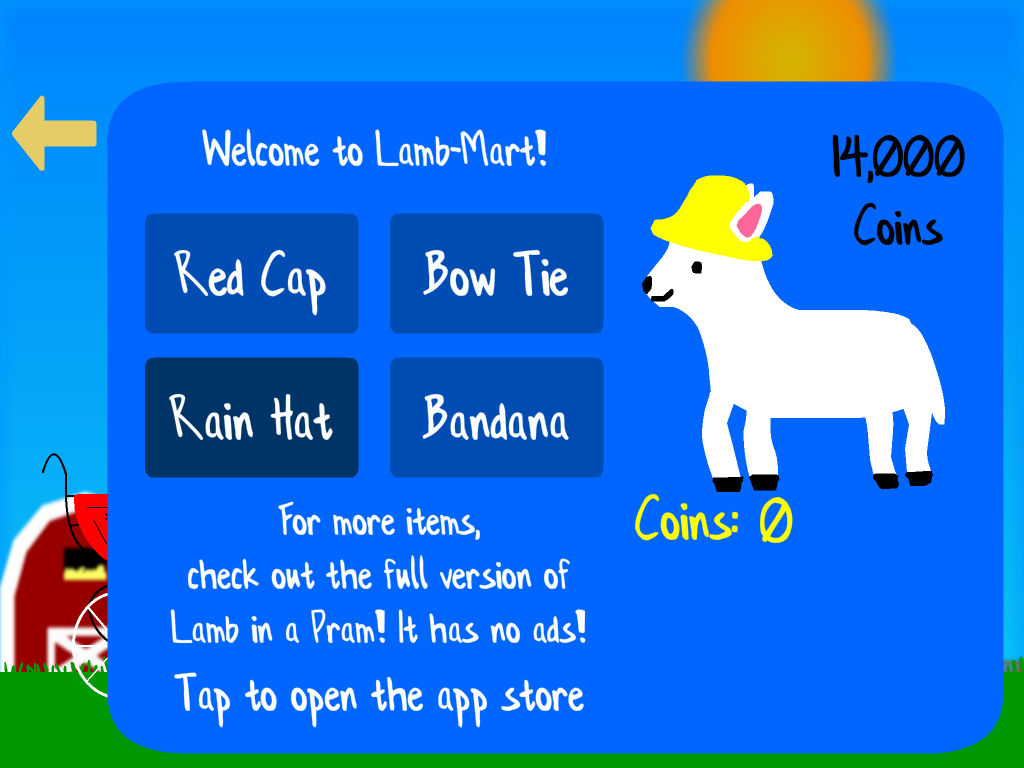 Welcome to Lamb-Mart!
14,000
Coins
Red Cap
Bow Tie
Rain Hat
Bandana
Coins: 0
For more items,
check out the full version of
Lamb in a Pram! It has no ads!
Tap to open the app store